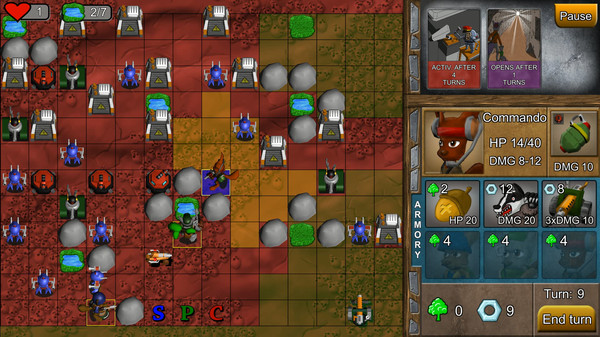 1
2/7
Pause
ACTIV. AFTER
4
TURNS
OPENS AFTER
1
TURNS
Commando
HP 14/40
DMG 8-12
DMG 10
ARMORY
2
12
8
HP 20
DMG 20
3xDMG 10
4
4
4
0
9
Turn: 9
End turn
S P C